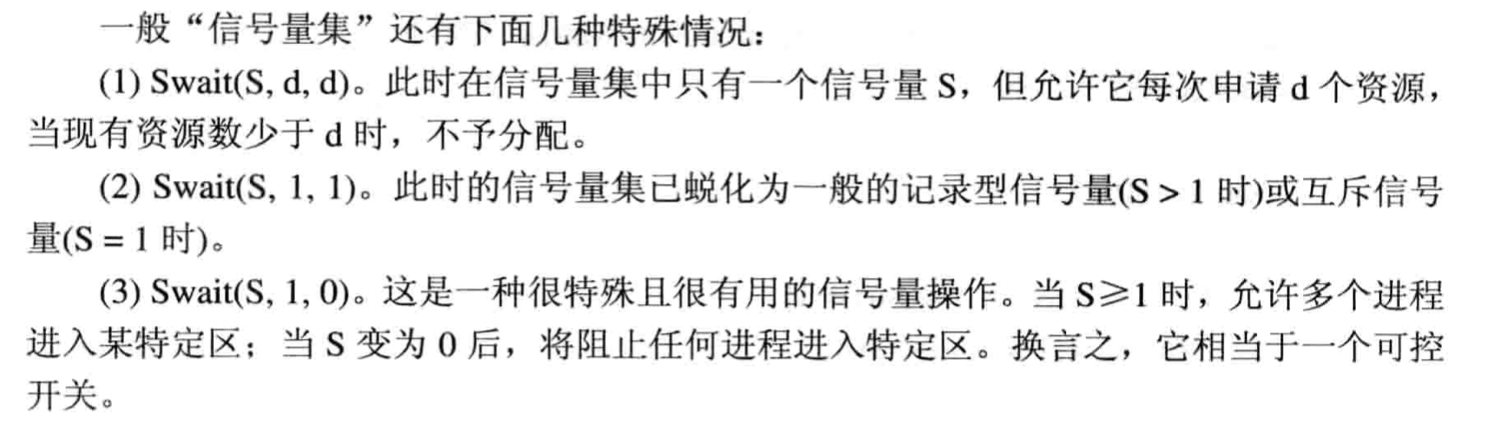 一般“信号量集”还有下面几种特殊情况：
(1) Swait(S, d, d)。此时在信号量集中只有一个信号量 S，但允许它每次申请 d 个资源，
当现有资源数少于 d 时，不予分配。
(2) Swait(S, 1, 1)。此时的信号量集已蜕化为一般的记录型信号量(S > 1 时)或互斥信号
量(S = 1 时)。
(3) Swait(S, 1, 0)。这是一种很特殊且很有用的信号量操作。当 S≥1 时，允许多个进程
进入某特定区；当 S 变为 0 后，将阻止任何进程进入特定区。换言之，它相当于一个可控
开关。